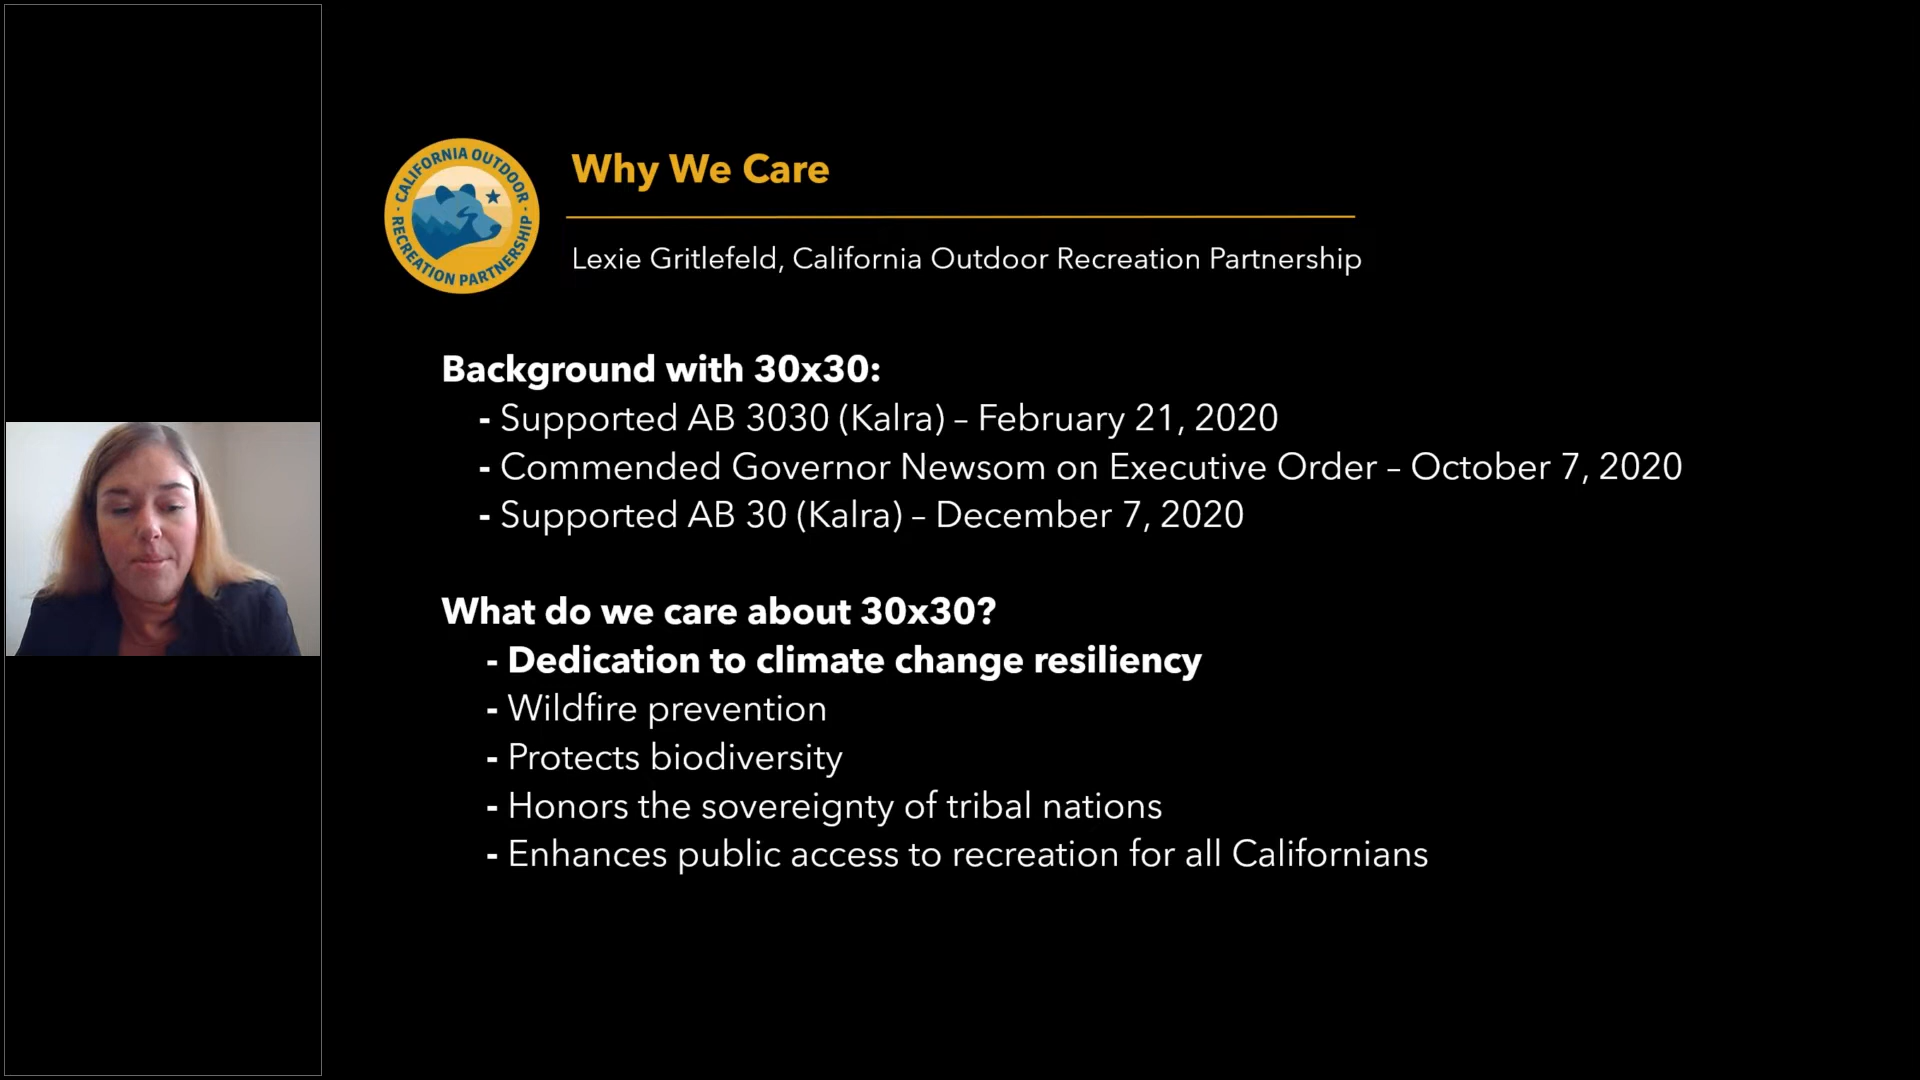 · CALIFORNIA OUTDOOR ·
RECREATION PARTNERSHIP
Why We Care
Lexie Gritlefeld, California Outdoor Recreation Partnership
Background with 30x30:
- Supported AB 3030 (Kalra) – February 21, 2020
- Commended Governor Newsom on Executive Order – October 7, 2020
- Supported AB 30 (Kalra) – December 7, 2020
What do we care about 30x30?
- Dedication to climate change resiliency
- Wildfire prevention
- Protects biodiversity
- Honors the sovereignty of tribal nations
- Enhances public access to recreation for all Californians